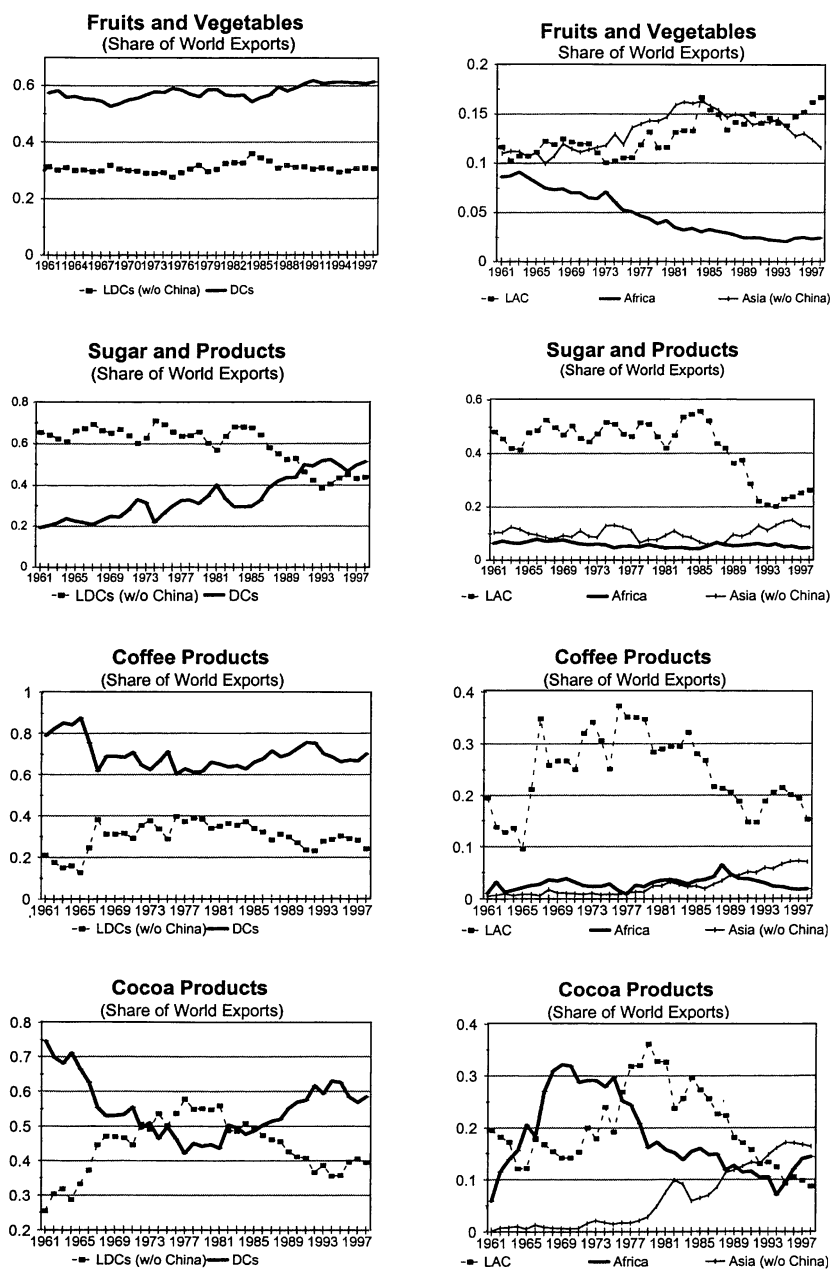 Fruits and Vegetables
(Share of World Exports)
0.6
0.4
0.2
0
1961 1964 1967 1970 1973 1976 1979 1982 1985 1988 1991 1994 1997
LDCs (w/o China) DCs
Fruits and Vegetables
Share of World Exports)
0.2
0.15
0.1
0.05
0
1961 1965 1969 1973 1977 1981 1985 1989 1993 1997
LAC Africa Asia (w/o China)
Sugar and Products
(Share of World Exports)
0.8
0.6
0.4
0.2
0
1961 1965 1969 1973 1977 1981 1985 1989 1993 1997
LDCs (w/o China) DCs
Sugar and Products
(Share of World Exports)
0.6
0.4
0.2
0
1961 1965 1969 1973 1977 1981 1985 1989 1993 1997
LAC Africa Asia (w/o China)
Coffee Products
(Share of World Exports)
1
0.8
0.6
0.4
0.2
0
1961 1965 1969 1973 1977 1981 1985 1989 1993 1997
LDCs (w/o China) DCs
Coffee Products
(Share of World Exports)
0.4
0.3
0.2
0.1
0
1961 1965 1969 1973 1977 1981 1985 1989 1993 1997
LAC Africa Asia (w/o China)
Cocoa Products
(Share of World Exports)
0.8
0.7
0.6
0.5
0.4
0.3
0.2
1961 1965 1969 1973 1977 1981 1985 1989 1993 1997
LDCs (w/o China) DCs
Cocoa Products
(Share of World Exports)
0.4
0.3
0.2
0.1
0
1961 1965 1969 1973 1977 1981 1985 1989 1993 1997
LAC Africa Asia (w/o China)